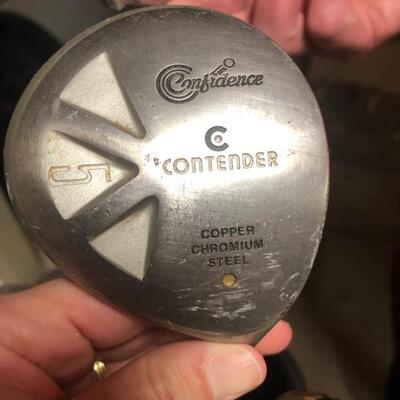 Confidence
C
CONTENDER
5
COPPER
CHROMIUM
STEEL